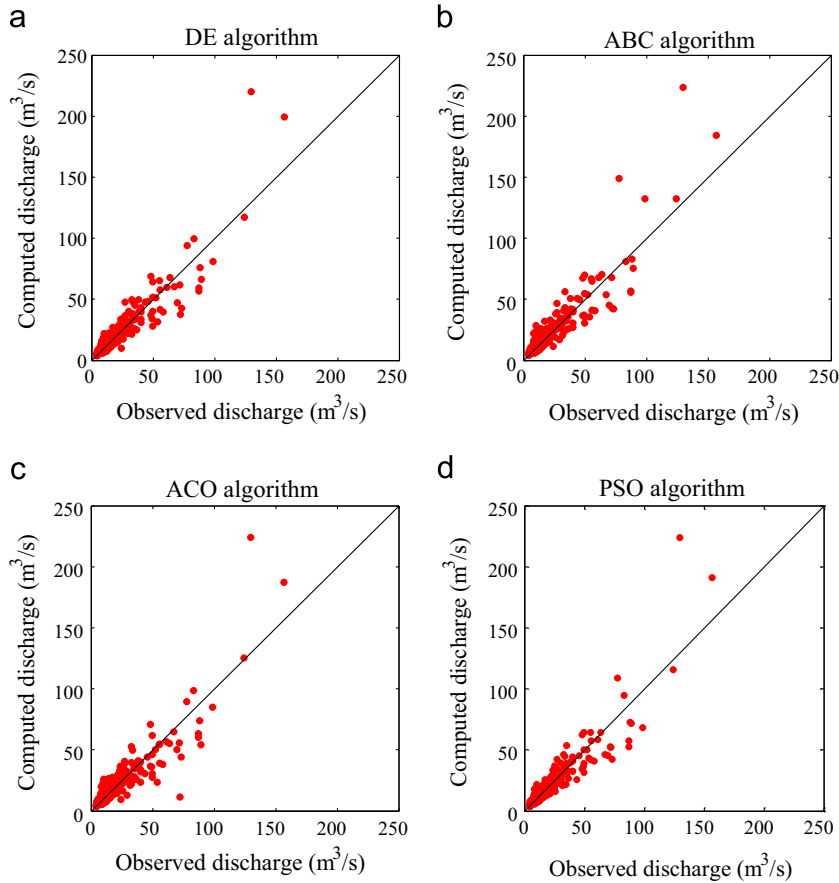 a
DE algorithm
Computed discharge (m³/s)
250
200
150
100
50
0
0 50 100 150 200 250
Observed discharge (m³/s)
b
ABC algorithm
Computed discharge (m³/s)
250
200
150
100
50
0
0 50 100 150 200 250
Observed discharge (m³/s)
c
ACO algorithm
Computed discharge (m³/s)
250
200
150
100
50
0
0 50 100 150 200 250
Observed discharge (m³/s)
d
PSO algorithm
Computed discharge (m³/s)
250
200
150
100
50
0
0 50 100 150 200 250
Observed discharge (m³/s)